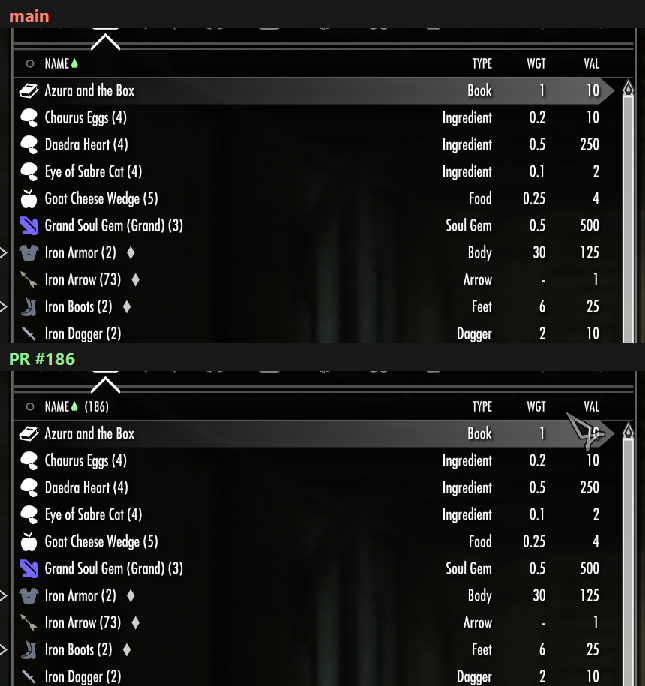 main
NAME TYPE WGT VAL
Azura and the Box Book 1 10
Chaurus Eggs (4) Ingredient 0.2 10
Daedra Heart (4) Ingredient 0.5 250
Eye of Sabre Cat (4) Ingredient 0.1 2
Goat Cheese Wedge (5) Food 0.25 4
Grand Soul Gem (Grand) (3) Soul Gem 0.5 500
Iron Armor (2) Body 30 125
Iron Arrow (73) Arrow - 1
Iron Boots (2) Feet 6 25
Iron Dagger (2) Dagger 2 10
PR #186
NAME (186) TYPE WGT VAL
Azura and the Box Book 1 10
Chaurus Eggs (4) Ingredient 0.2 10
Daedra Heart (4) Ingredient 0.5 250
Eye of Sabre Cat (4) Ingredient 0.1 2
Goat Cheese Wedge (5) Food 0.25 4
Grand Soul Gem (Grand) (3) Soul Gem 0.5 500
Iron Armor (2) Body 30 125
Iron Arrow (73) Arrow - 1
Iron Boots (2) Feet 6 25
Iron Dagger (2) Dagger 2 10